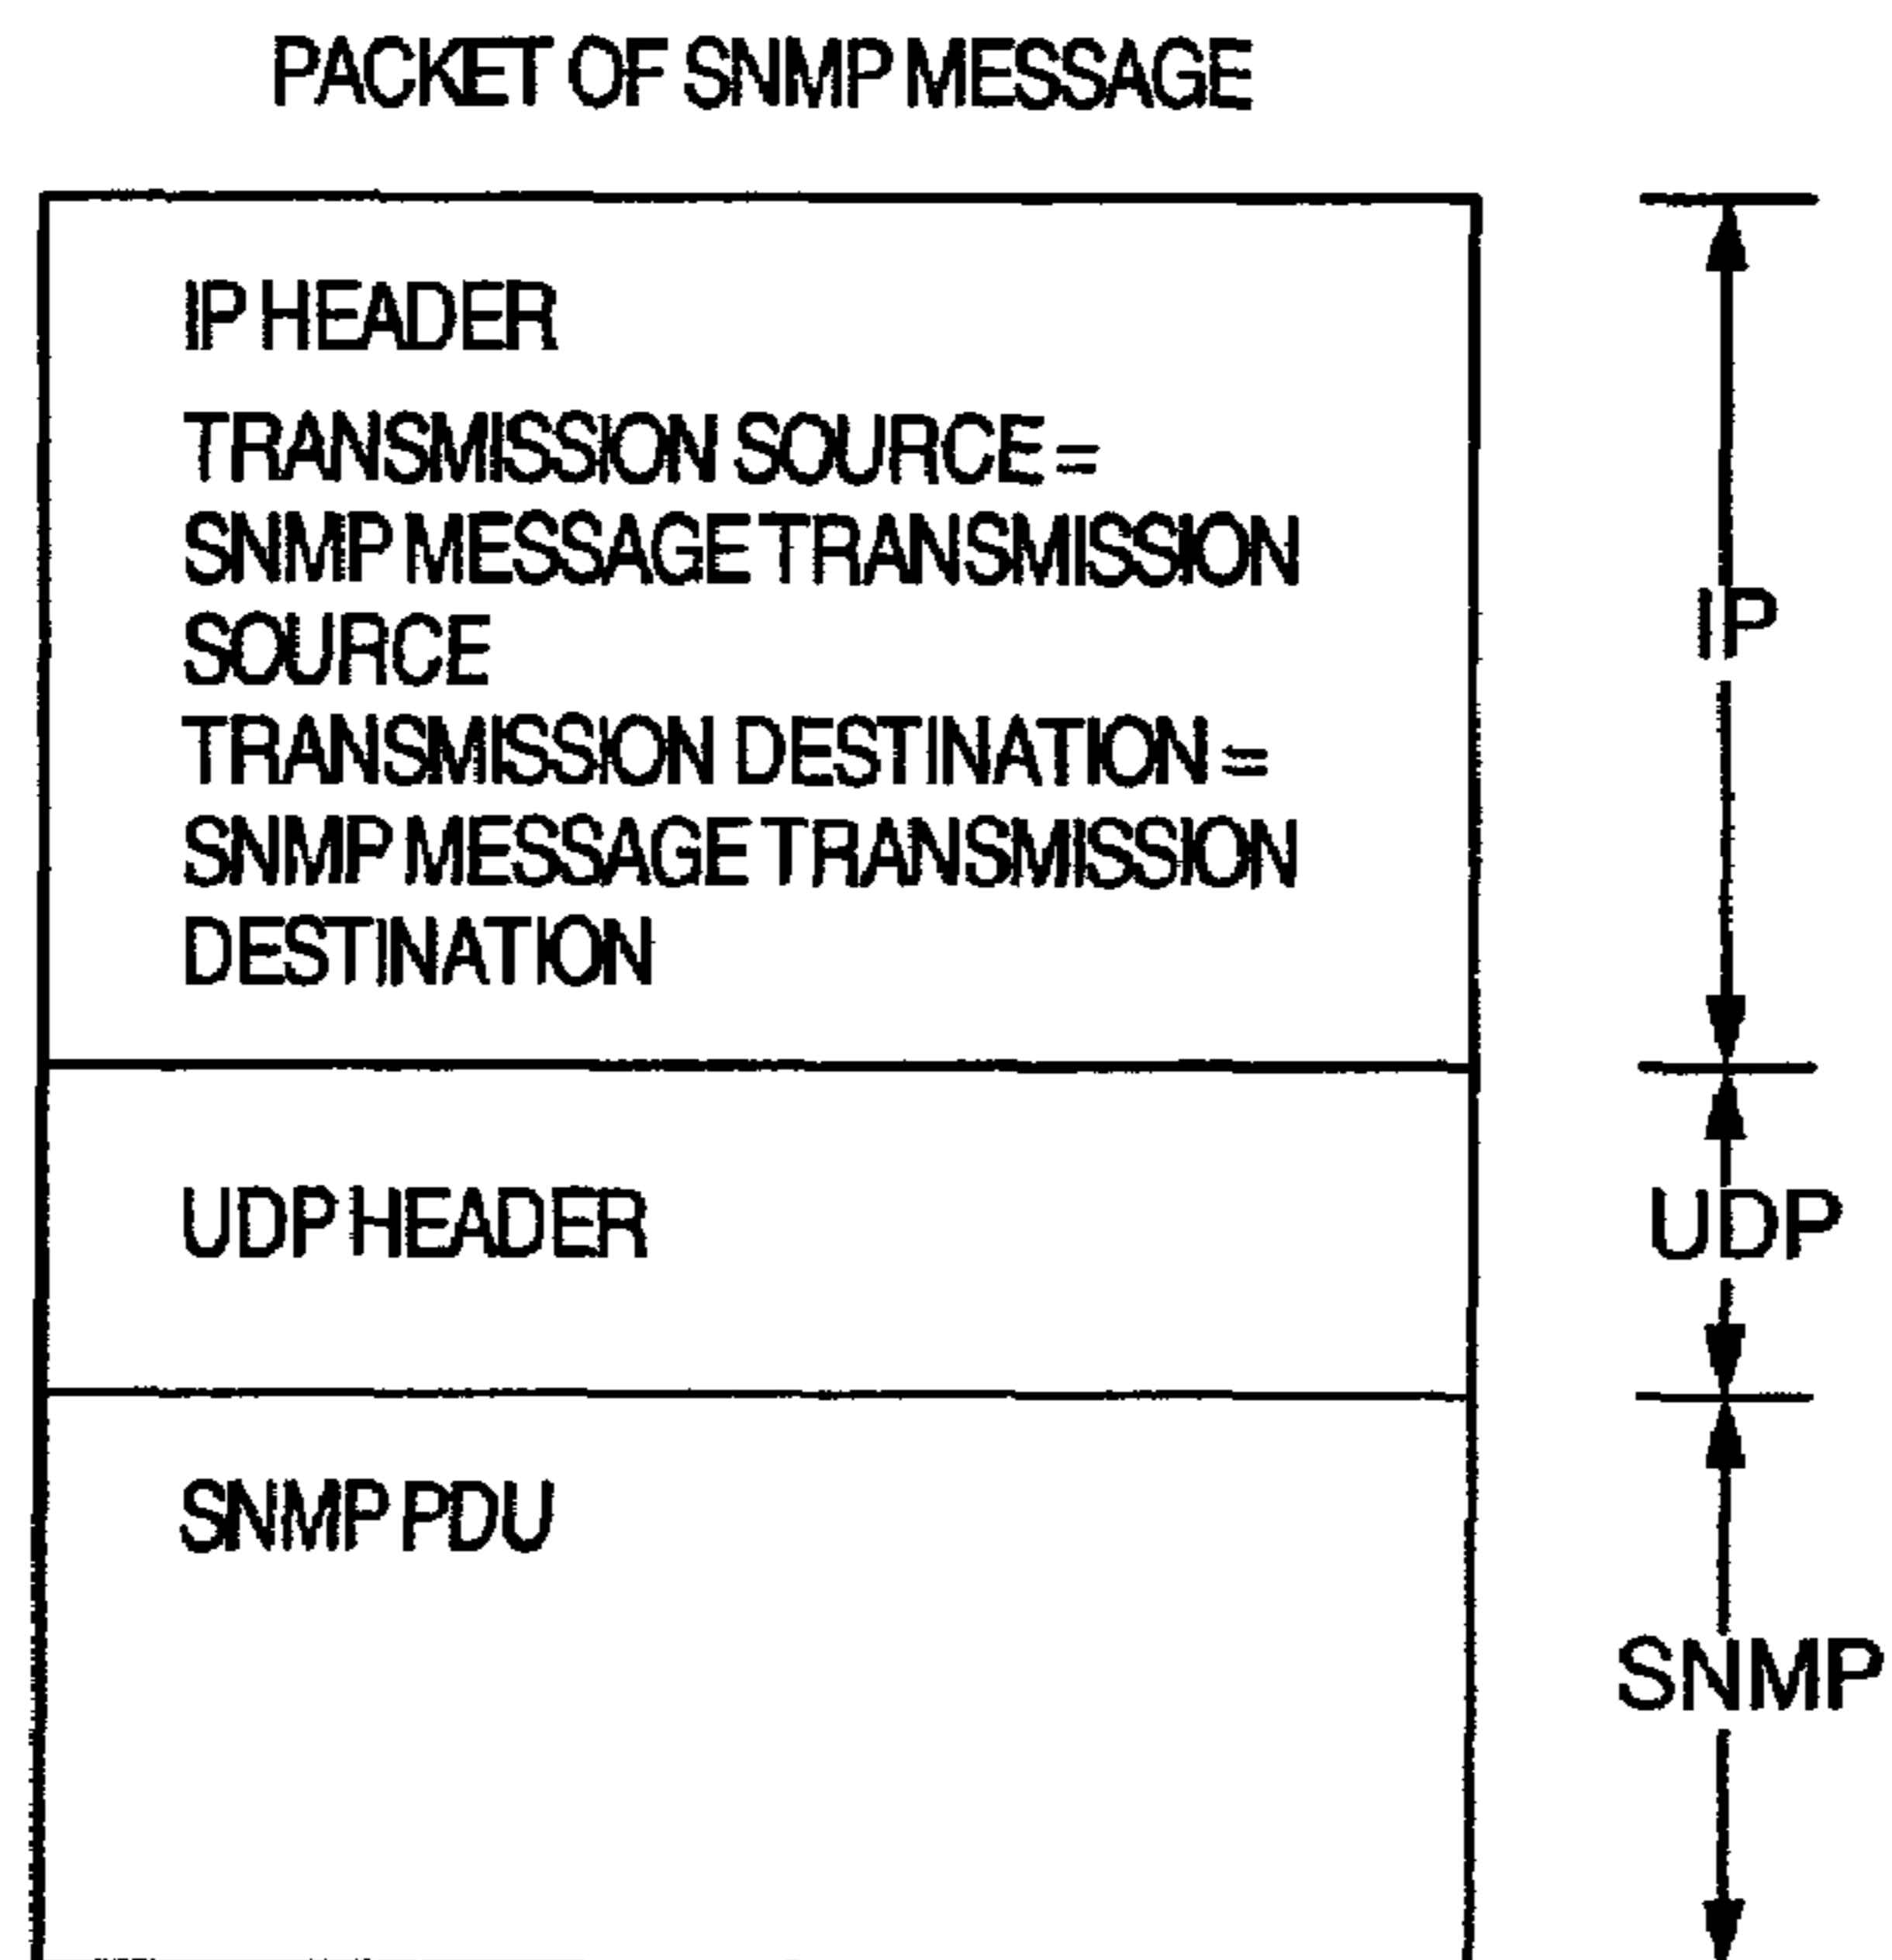 PACKET OF SNMP MESSAGE
IP HEADER
TRANSMISSION SOURCE =
SNMP MESSAGE TRANSMISSION
SOURCE
TRANSMISSION DESTINATION =
SNMP MESSAGE TRANSMISSION
DESTINATION
IP
UDP HEADER
UDP
SNMP PDU
SNMP